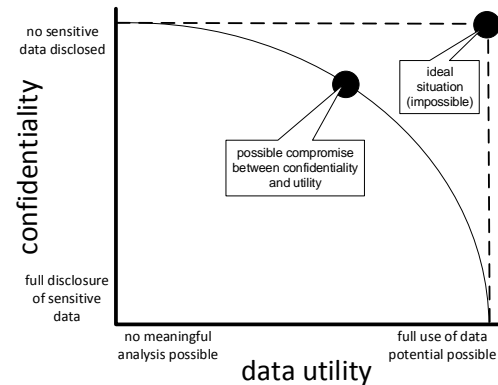 no sensitive
data disclosed
ideal
situation
(impossible)
possible compromise
between confidentiality
and utility
confidentiality
full disclosure
of sensitive
data
no meaningful
analysis possible
full use of data
potential possible
data utility